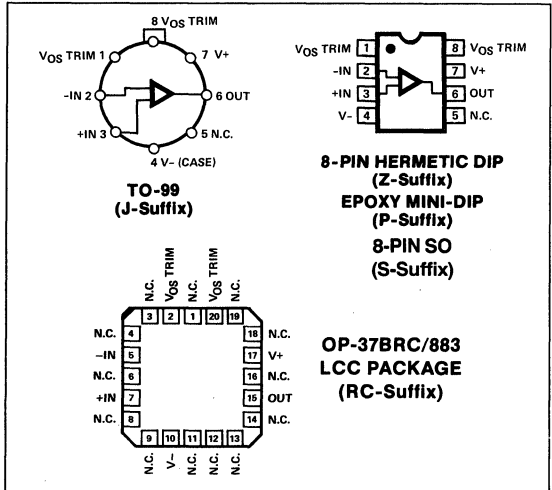 8 VOS TRIM
VOS TRIM 1
7 V+
-IN 2
6 OUT
+IN 3
5 N.C.
4 V- (CASE)
TO-99
(J-Suffix)
VOS TRIM 1
8 VOS TRIM
-IN 2
7 V+
+IN 3
6 OUT
V- 4
5 N.C.
8-PIN HERMETIC DIP
(Z-Suffix)
EPOXY MINI-DIP
(P-Suffix)
8-PIN SO
(S-Suffix)
N.C. VOS TRIM N.C. VOS TRIM N.C.
3 2 1 20 19
N.C. 4
18 N.C.
-IN 5
17 V+
N.C. 6
16 N.C.
+IN 7
15 OUT
N.C. 8
14 N.C.
9 10 11 12 13
N.C. V- N.C. N.C. N.C.
OP-37BRC/883
LCC PACKAGE
(RC-Suffix)